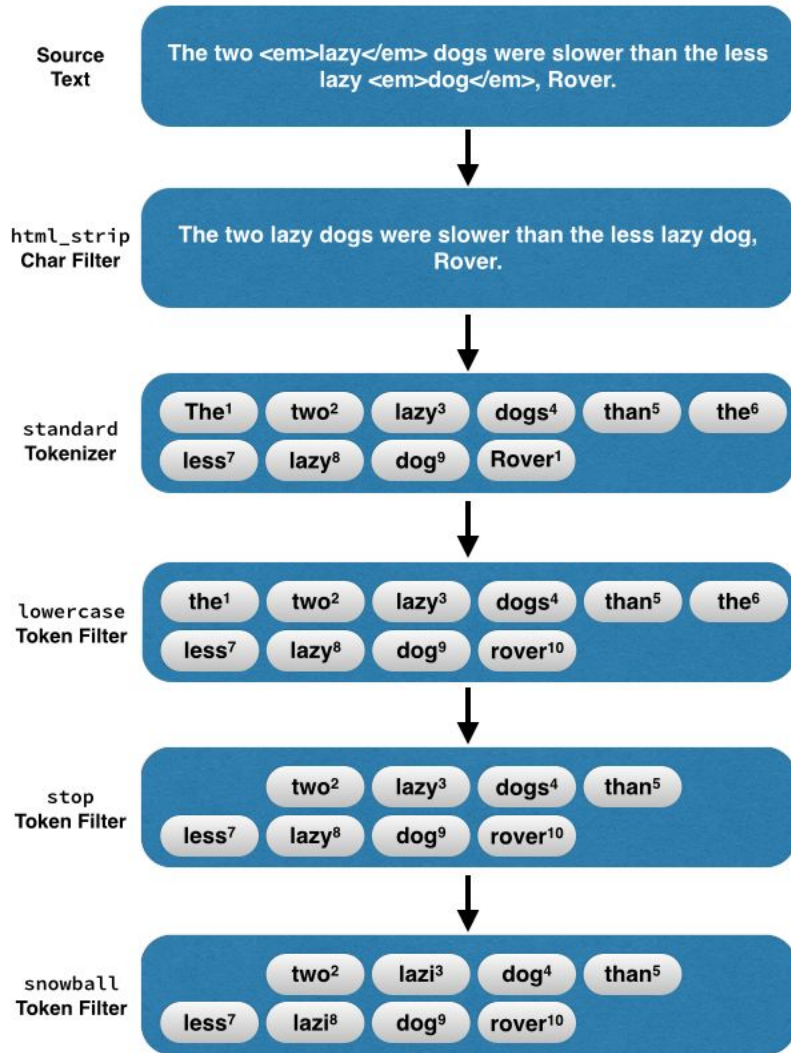 Source
Text
The two <em>lazy</em> dogs were slower than the less
lazy <em>dog</em>, Rover.
html_strip
Char Filter
The two lazy dogs were slower than the less lazy dog,
Rover.
standard
Tokenizer
The¹ two² lazy³ dogs⁴ than⁵ the⁶
less⁷ lazy⁸ dog⁹ Rover¹
lowercase
Token Filter
the¹ two² lazy³ dogs⁴ than⁵ the⁶
less⁷ lazy⁸ dog⁹ rover¹⁰
stop
Token Filter
two² lazy³ dogs⁴ than⁵
less⁷ lazy⁸ dog⁹ rover¹⁰
snowball
Token Filter
two² lazi³ dog⁴ than⁵
less⁷ lazi⁸ dog⁹ rover¹⁰